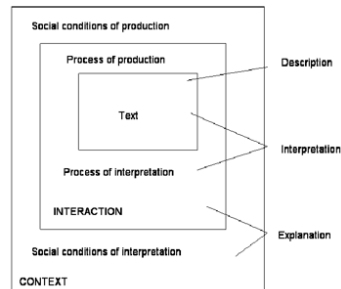 Social conditions of production
Process of production
Description
Text
Interpretation
Process of interpretation
INTERACTION
Explanation
Social conditions of interpretation
CONTEXT